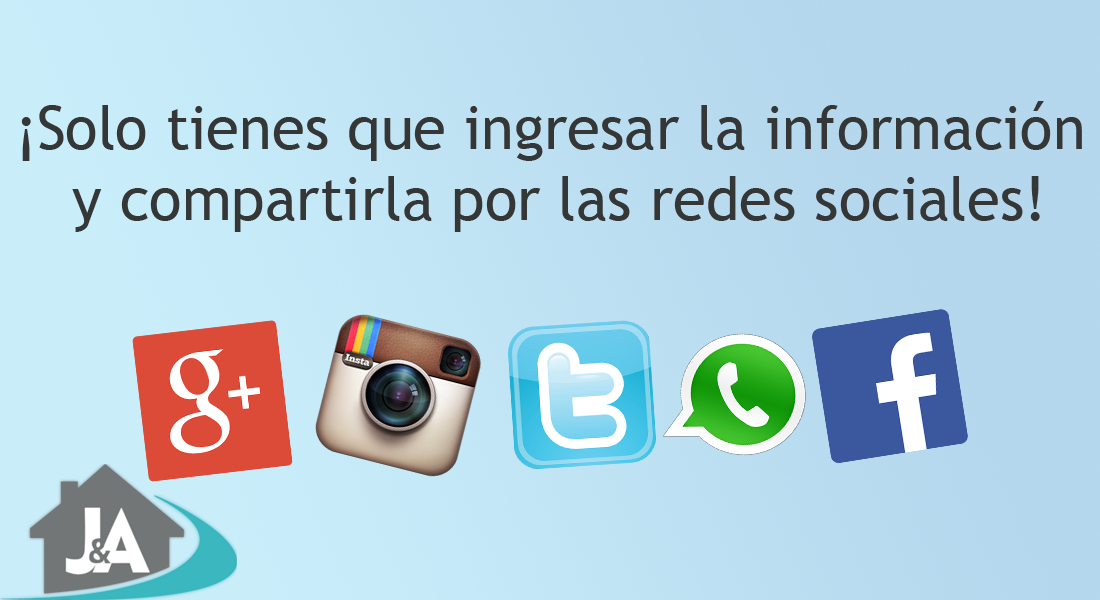 ¡Solo tienes que ingresar la información
y compartirla por las redes sociales!
g+
Insta
t
f
J&A